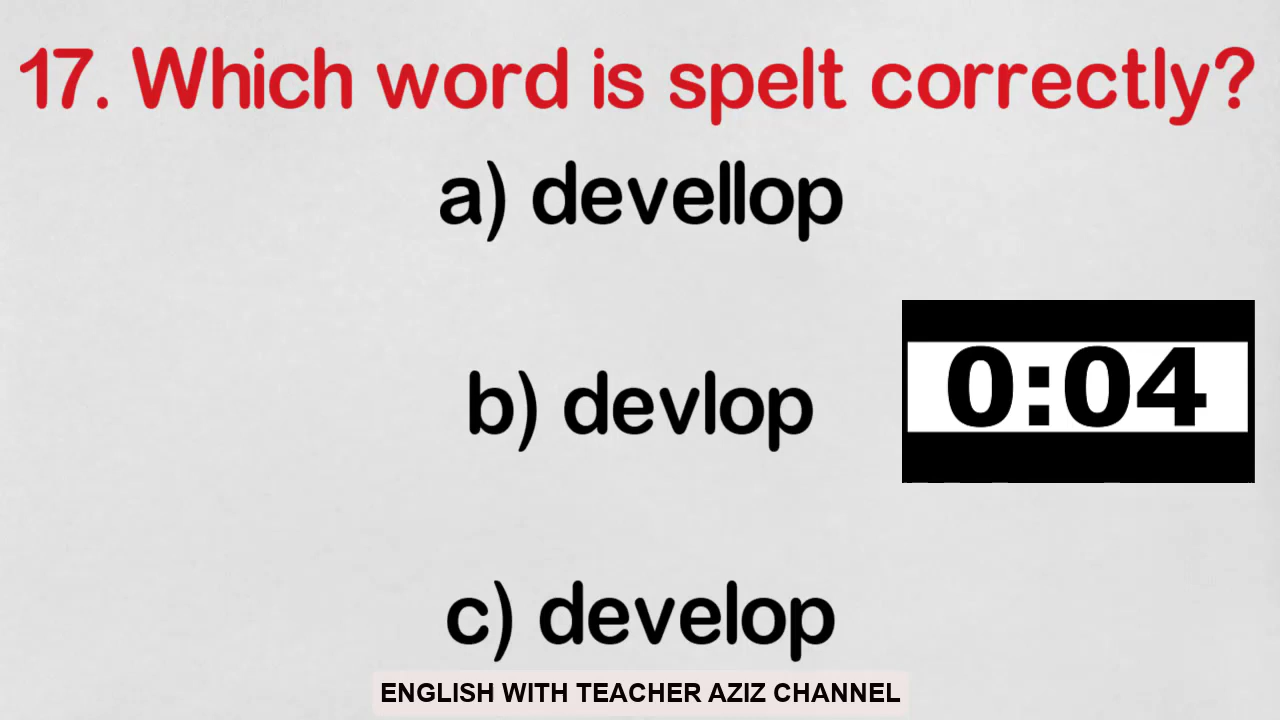 17. Which word is spelt correctly?
a) devellop
b) devlop
0:04
c) develop
ENGLISH WITH TEACHER AZIZ CHANNEL